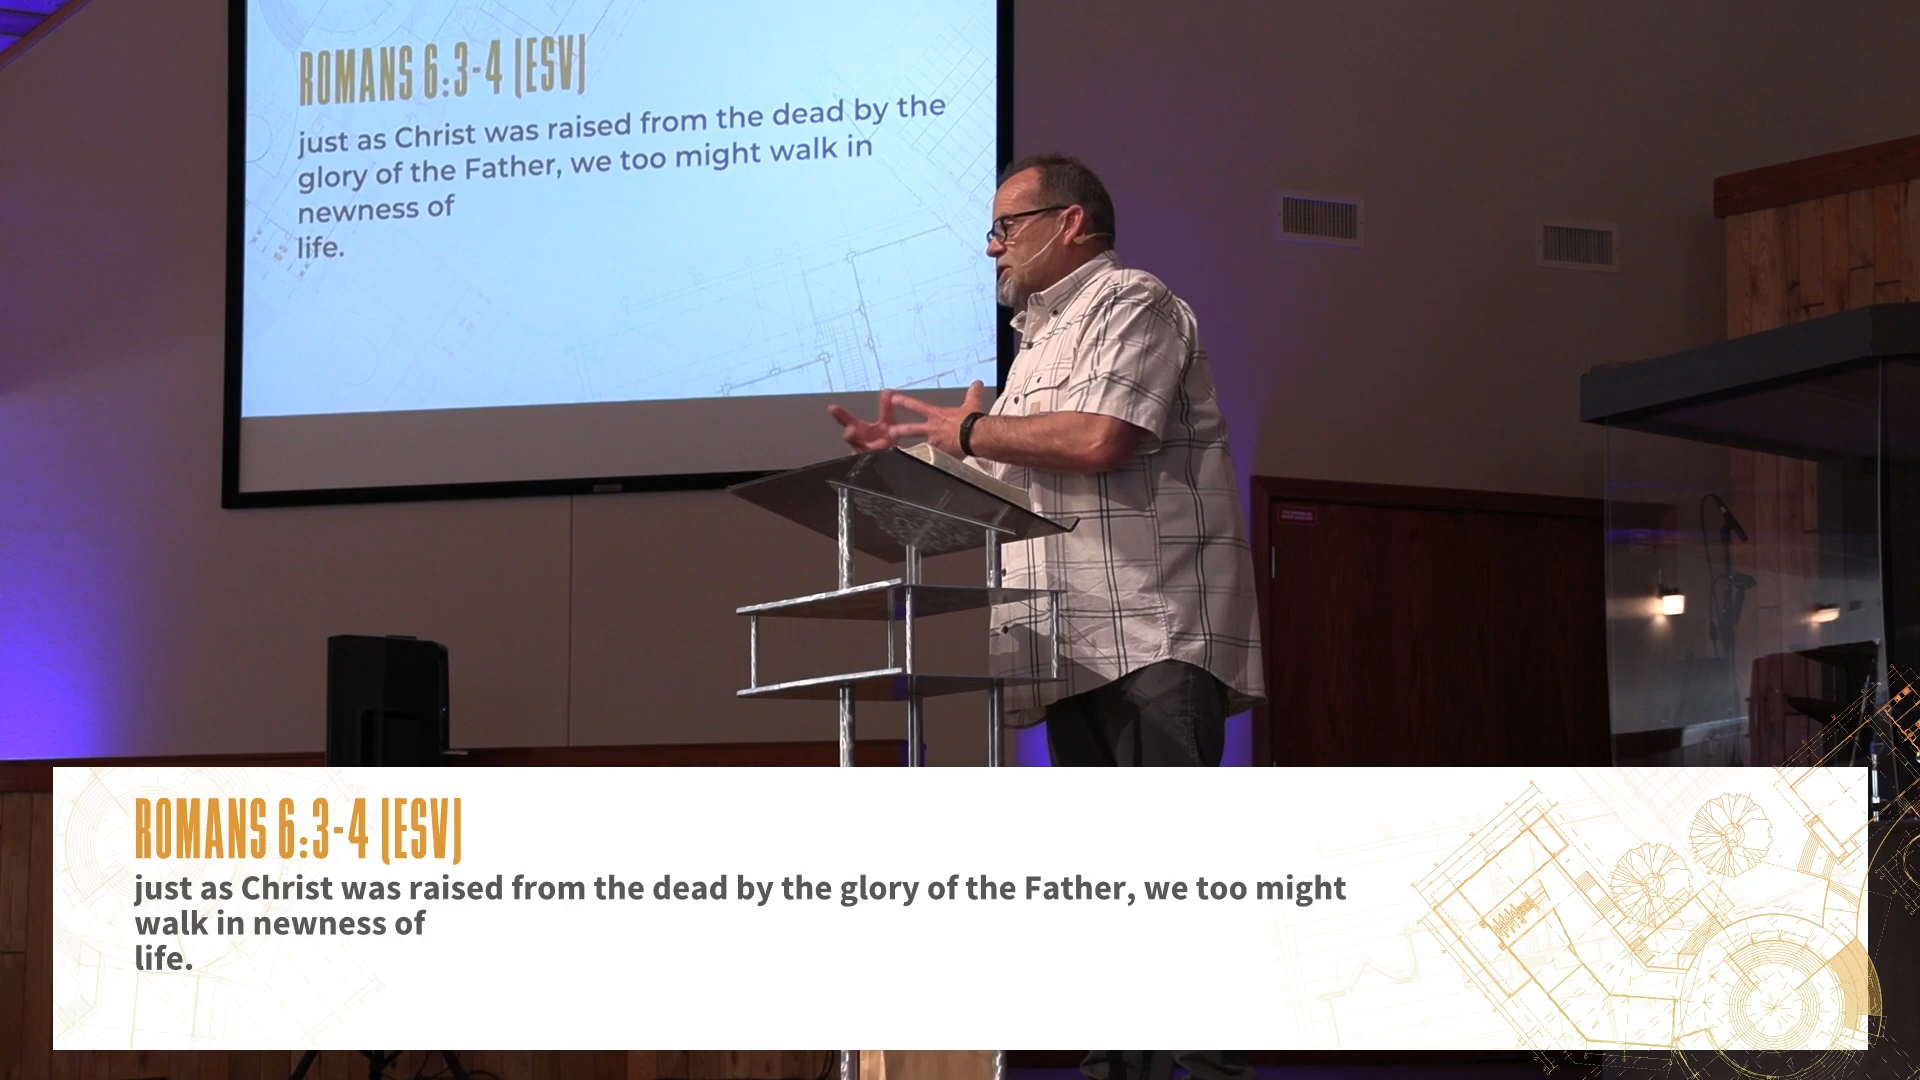 ROMANS 6:3-4 (ESV)
just as Christ was raised from the dead by the
glory of the Father, we too might walk in
newness of
life.
ROMANS 6:3-4 (ESV)
just as Christ was raised from the dead by the glory of the Father, we too might
walk in newness of
life.